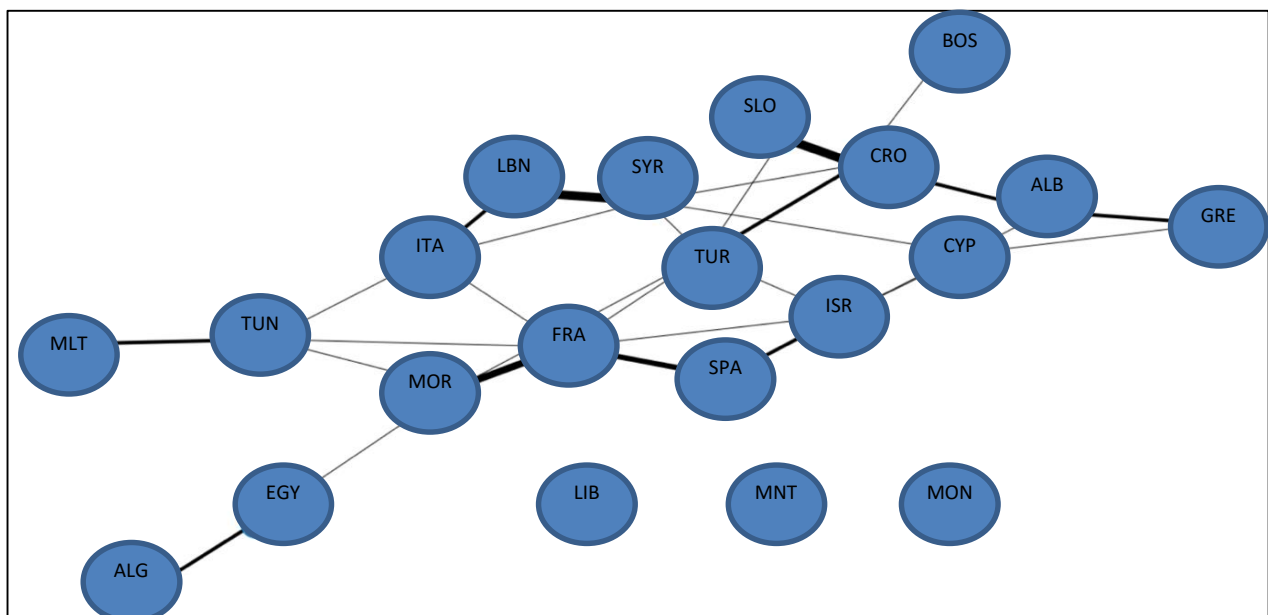 BOS
SLO
CRO
LBN
SYR
ALB
GRE
ITA
TUR
CYP
ISR
TUN
FRA
MLT
SPA
MOR
EGY
LIB
MNT
MON
ALG